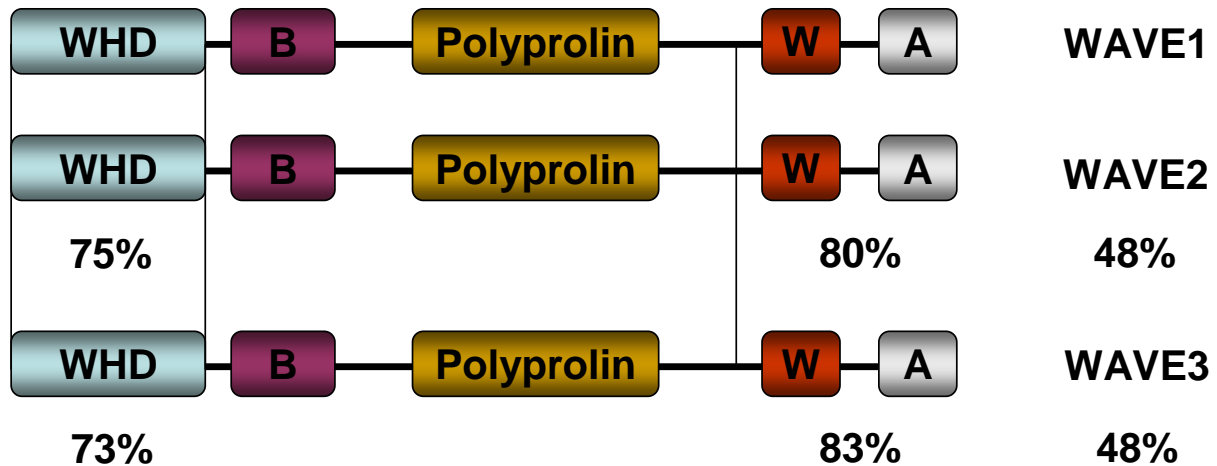 WHD B Polyprolin W A WAVE1
WHD B Polyprolin W A WAVE2
75% 80% 48%
WHD B Polyprolin W A WAVE3
73% 83% 48%